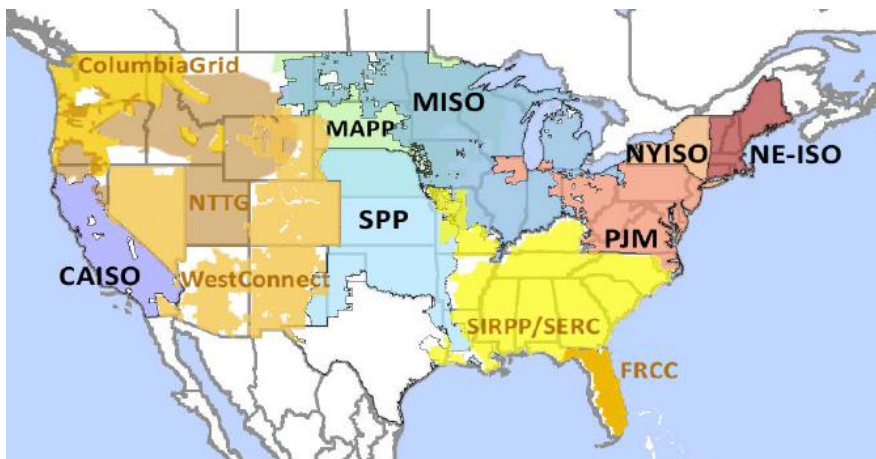 ColumbiaGrid
MISO
MAPP
NYISO
NE-ISO
NTTG
SPP
PJM
CAISO
WestConnect
SIRPP/SERC
FRCC